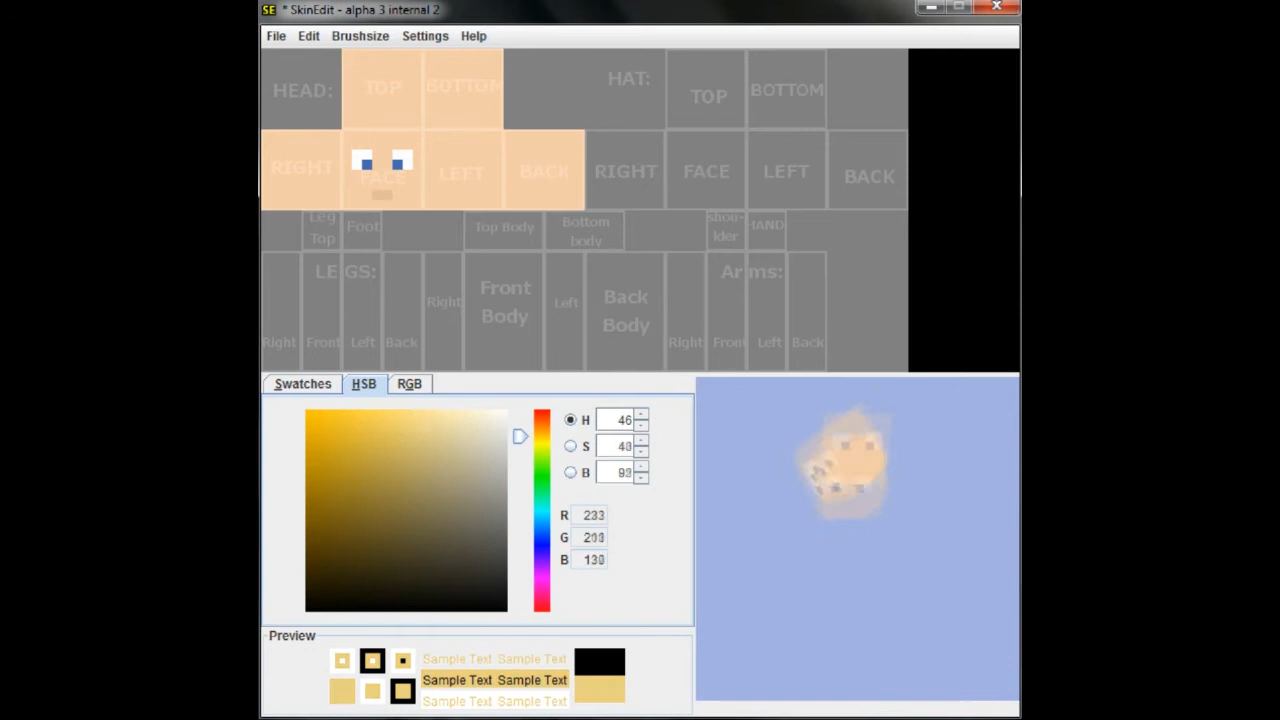 SE * SkinEdit - alpha 3 internal 2
File Edit Brushsize Settings Help
HEAD: TOP BOTTOM HAT: TOP BOTTOM
RIGHT FACE LEFT BACK RIGHT FACE LEFT BACK
Leg Top Foot Top Body Bottom body shou-lder HAND
LEGS: Arms:
Right Front Left Back Right Front Body Left Back Body Right Front Left Back
Swatches HSB RGB
H 46
S
B
R
G
B
Preview
Sample Text Sample Text
Sample Text Sample Text
Sample Text Sample Text